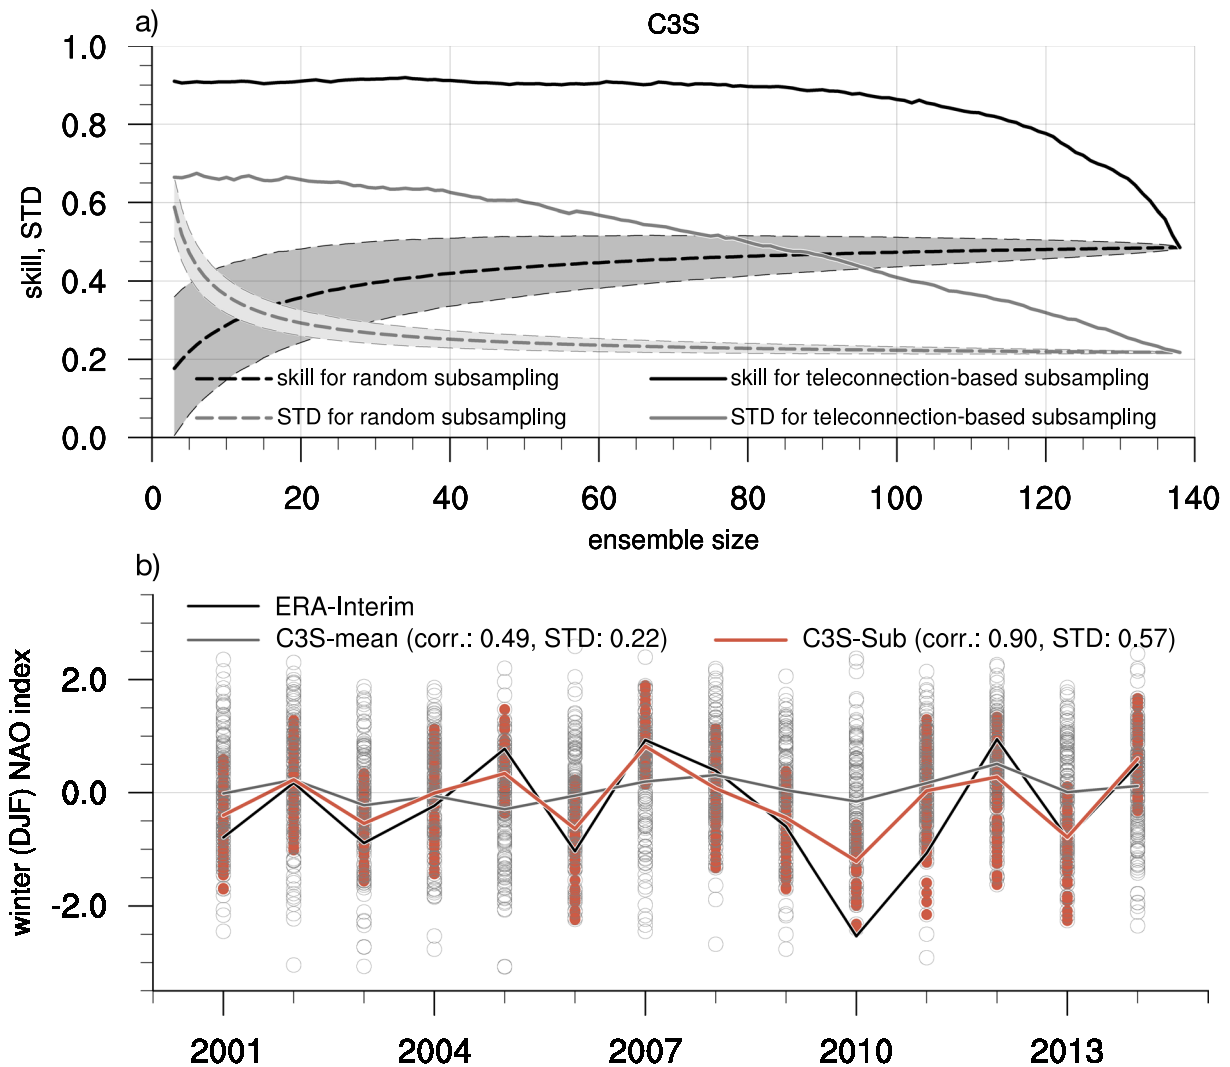 a)
C3S
1.0
0.8
0.6
0.4
0.2
0.0
skill, STD
skill for random subsampling
skill for teleconnection-based subsampling
STD for random subsampling
STD for teleconnection-based subsampling
0 20 40 60 80 100 120 140
ensemble size
b)
ERA-Interim
C3S-mean (corr.: 0.49, STD: 0.22)
C3S-Sub (corr.: 0.90, STD: 0.57)
2.0
0.0
-2.0
winter (DJF) NAO index
2001 2004 2007 2010 2013